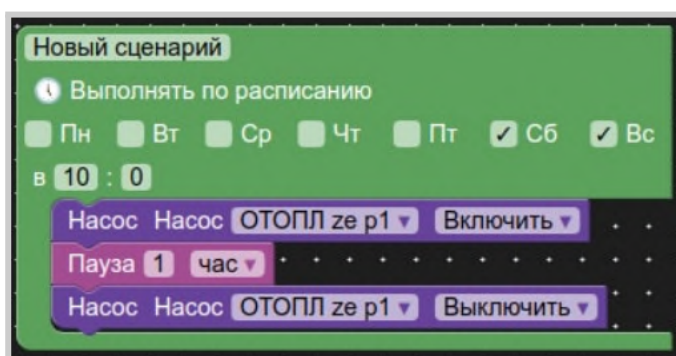 Новый сценарий
Выполнять по расписанию
Пн Вт Ср Чт Пт Сб Вс
в 10 : 0
Насос Насос ОТОПЛ ze p1 Включить
Пауза 1 час
Насос Насос ОТОПЛ ze p1 Выключить